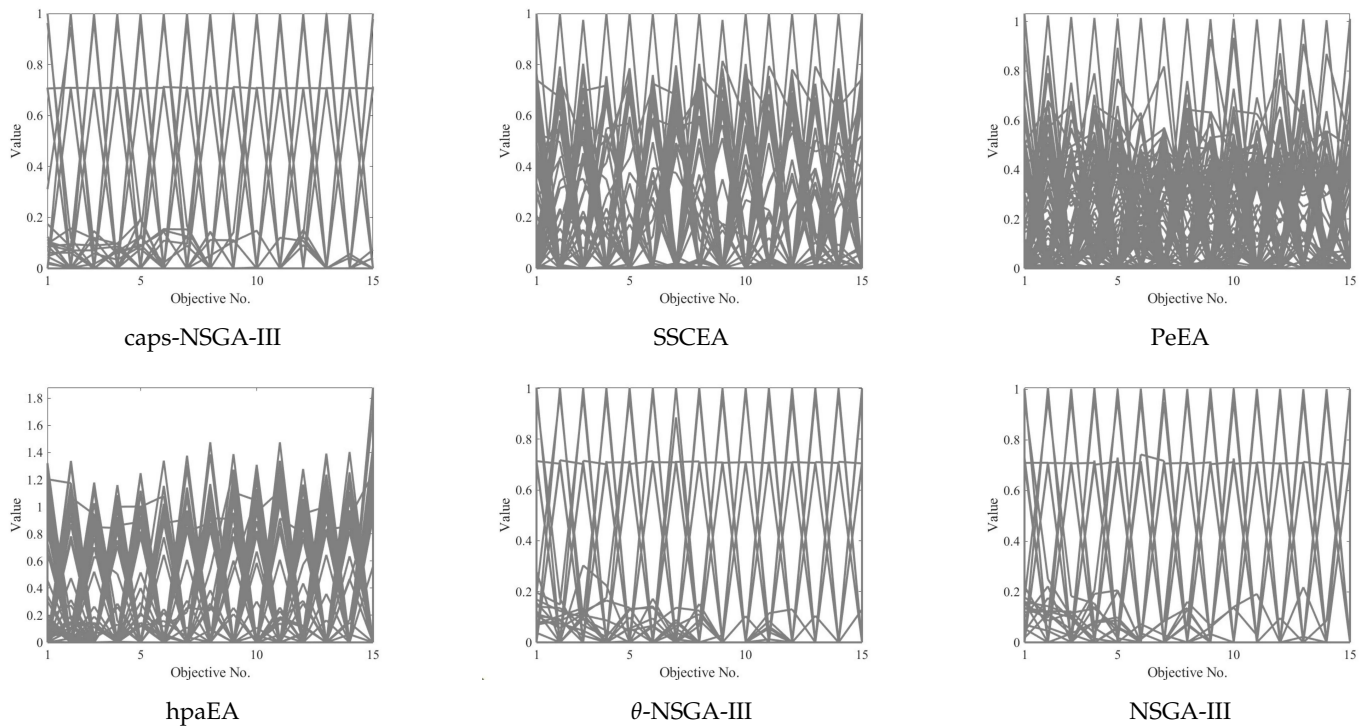 1
0.8
0.6
0.4
0.2
0
Value
1 5 10 15
Objective No.
caps-NSGA-III
1
0.8
0.6
0.4
0.2
0
Value
1 5 10 15
Objective No.
SSCEA
1
0.8
0.6
0.4
0.2
0
Value
1 5 10 15
Objective No.
PeEA
1.8
1.6
1.4
1.2
1
0.8
0.6
0.4
0.2
0
Value
1 5 10 15
Objective No.
hpaEA
1
0.8
0.6
0.4
0.2
0
Value
1 5 10 15
Objective No.
θ-NSGA-III
1
0.8
0.6
0.4
0.2
0
Value
1 5 10 15
Objective No.
NSGA-III